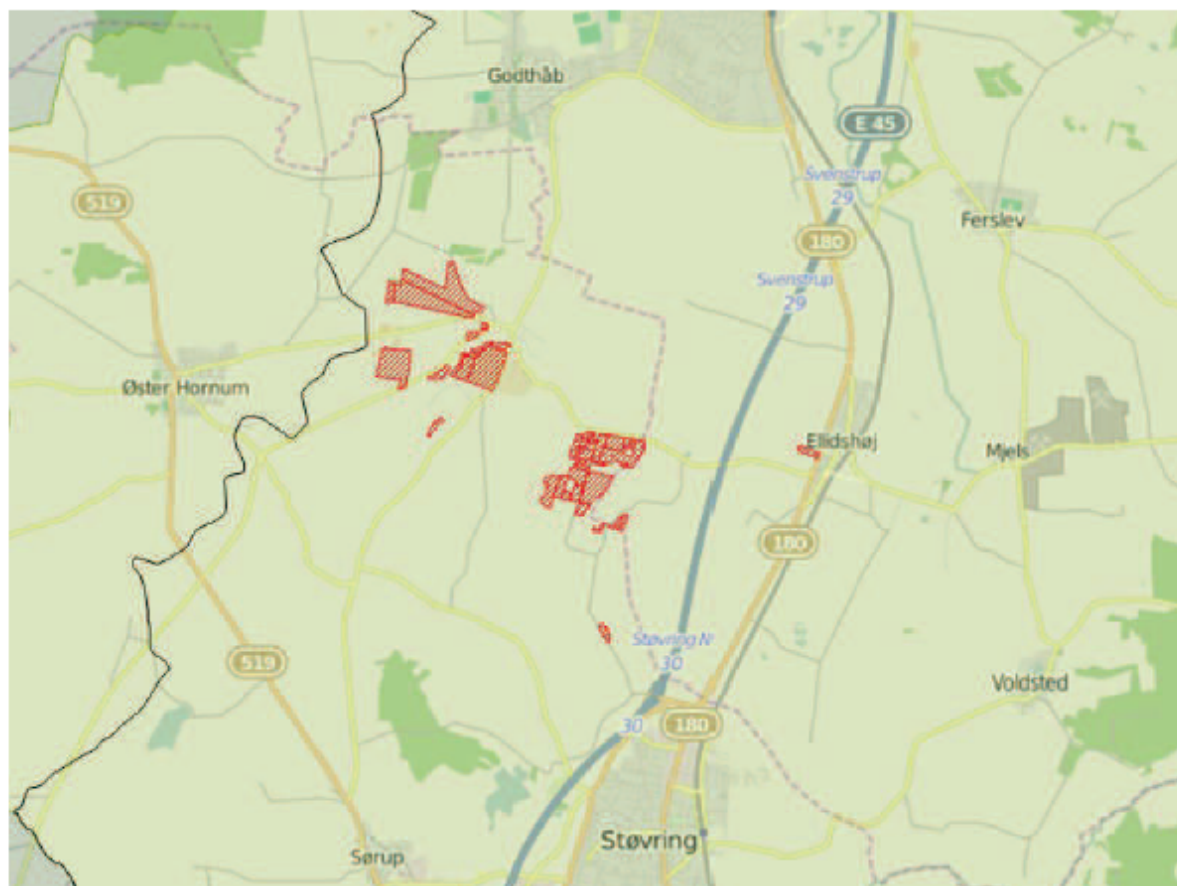 Godthåb
E 45
Svenstrup
29
519
Ferslev
180
Svenstrup
29
Øster Hornum
Ellidshøj
Mjels
180
Støvring N
30
519
Voldsted
30
180
Støvring
Sørup